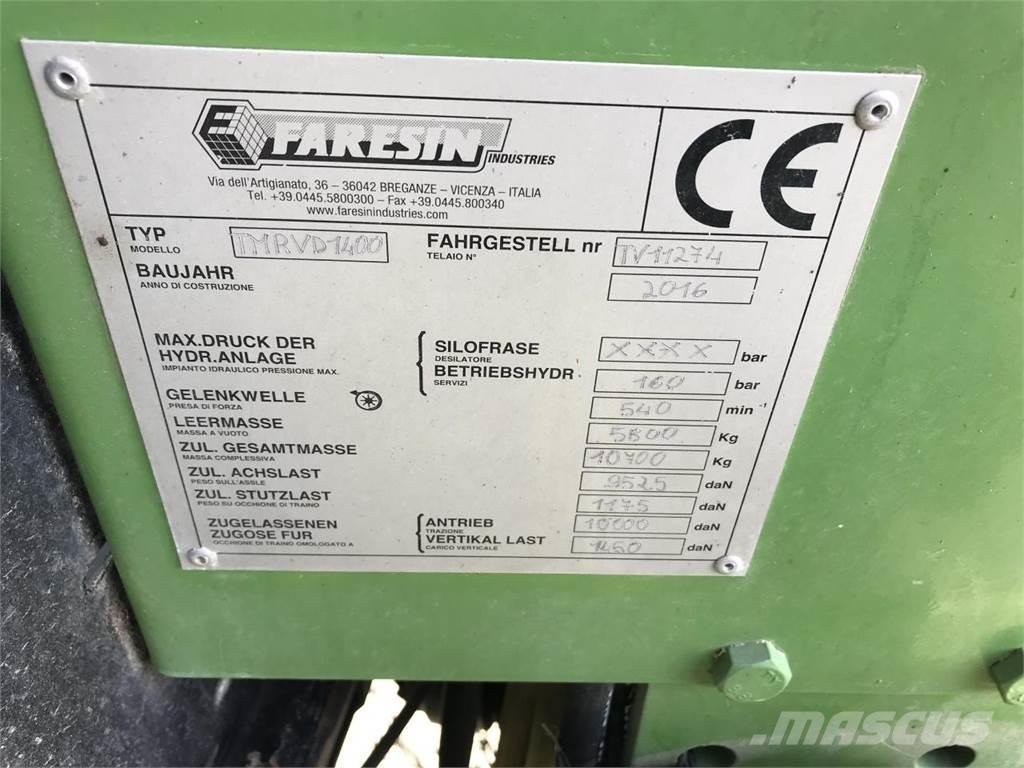 FARESIN INDUSTRIES
CE
Via dell'Artigianato, 36 – 36042 BREGANZE – VICENZA – ITALIA
Tel. +39.0445.5800300 – Fax +39.0445.800340
www.faresinindustries.com
TYP TMRVD1400 FAHRGESTELL nr TV11274
MODELLO TELAIO N°
BAUJAHR 2016
ANNO DI COSTRUZIONE
MAX.DRUCK DER SILOFRASE XXXX bar
HYDR.ANLAGE DESILATORE
IMPIANTO IDRAULICO PRESSIONE MAX. BETRIEBSHYDR 160 bar
SERVIZI
GELENKWELLE 540 min -1
PRESA DI FORZA
LEERMASSE 5800 Kg
MASSA A VUOTO
ZUL. GESAMTMASSE 10700 Kg
MASSA COMPLESSIVA
ZUL. ACHSLAST 9525 daN
PESO SULL'ASSLE
ZUL. STUTZLAST 1175 daN
PESO SU OCCHIONE DI TRAINO
ZUGELASSENEN ANTRIEB 10000 daN
ZUGOSE FUR TRAZIONE
OCCHIONE DI TRAINO OMOLOGATO A VERTIKAL LAST 1450 daN
CARICO VERTICALE
8.8
MASCUS